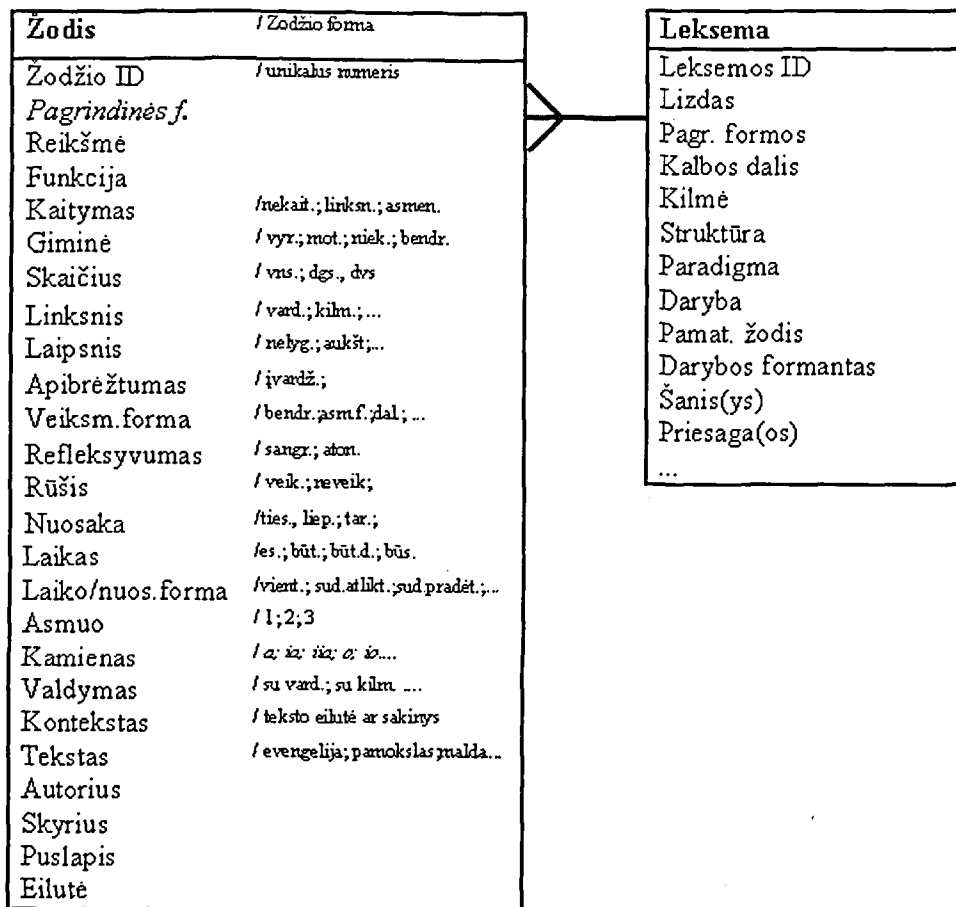 Žodis / Žodžio forma
Žodžio ID / unikalus numeris
Pagrindinės f.
Reikšmė
Funkcija
Kaitymas /nekait.; linksn.; asmen.
Giminė / vyr.; mot.; niek.; bendr.
Skaičius / vns.; dgs., dvs
Linksnis / vard.; kilm.;...
Laipsnis / nelyg.; aukšt;...
Apibrėžtumas / įvardž.;
Veiksm.forma / bendr.;asm.f.;dal.; ...
Refleksyvumas / sangr.; aton.
Rūšis / veik.; neveik;
Nuosaka /ties., liep.; tar.;
Laikas /es.; būt.; būt.d.; būs.
Laiko/nuos.forma /vient.; sud.atlikt.;sud.pradėt.;...
Asmuo / 1;2;3
Kamienas / a; ia; iia; o; io....
Valdymas / su vard.; su kilm. ....
Kontekstas / teksto eilutė ar sakinys
Tekstas / evengelija; pamokslas;malda...
Autorius
Skyrius
Puslapis
Eilutė
Leksema
Leksemos ID
Lizdas
Pagr. formos
Kalbos dalis
Kilmė
Struktūra
Paradigma
Daryba
Pamat. žodis
Darybos formantas
Šanis(ys)
Priesaga(os)
...